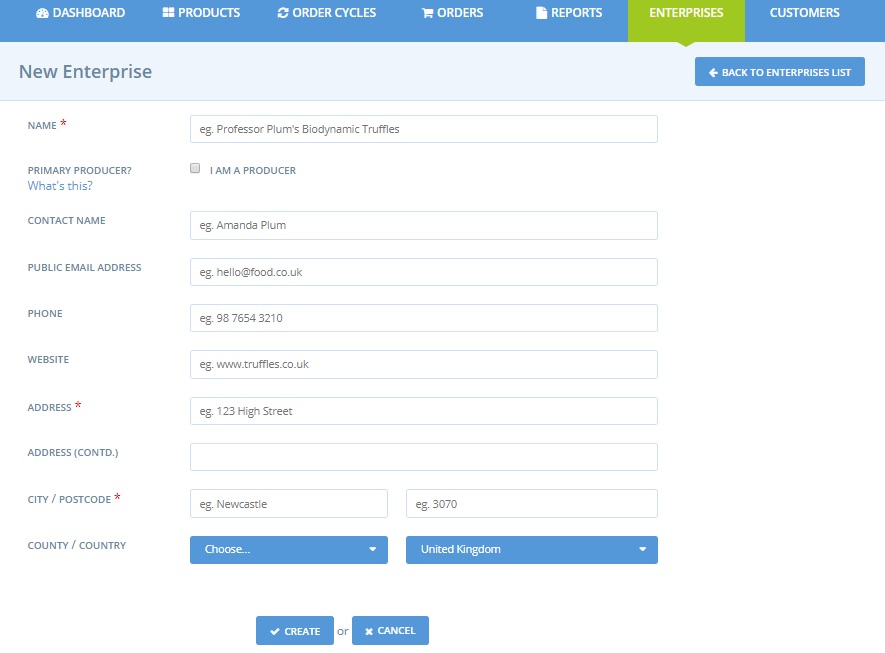 DASHBOARD PRODUCTS ORDER CYCLES ORDERS REPORTS ENTERPRISES CUSTOMERS
New Enterprise BACK TO ENTERPRISES LIST
NAME * eg. Professor Plum's Biodynamic Truffles
PRIMARY PRODUCER? I AM A PRODUCER
What's this?
CONTACT NAME eg. Amanda Plum
PUBLIC EMAIL ADDRESS eg. hello@food.co.uk
PHONE eg. 98 7654 3210
WEBSITE eg. www.truffles.co.uk
ADDRESS * eg. 123 High Street
ADDRESS (CONTD.)
CITY / POSTCODE * eg. Newcastle eg. 3070
COUNTY / COUNTRY Choose... United Kingdom
CREATE or CANCEL